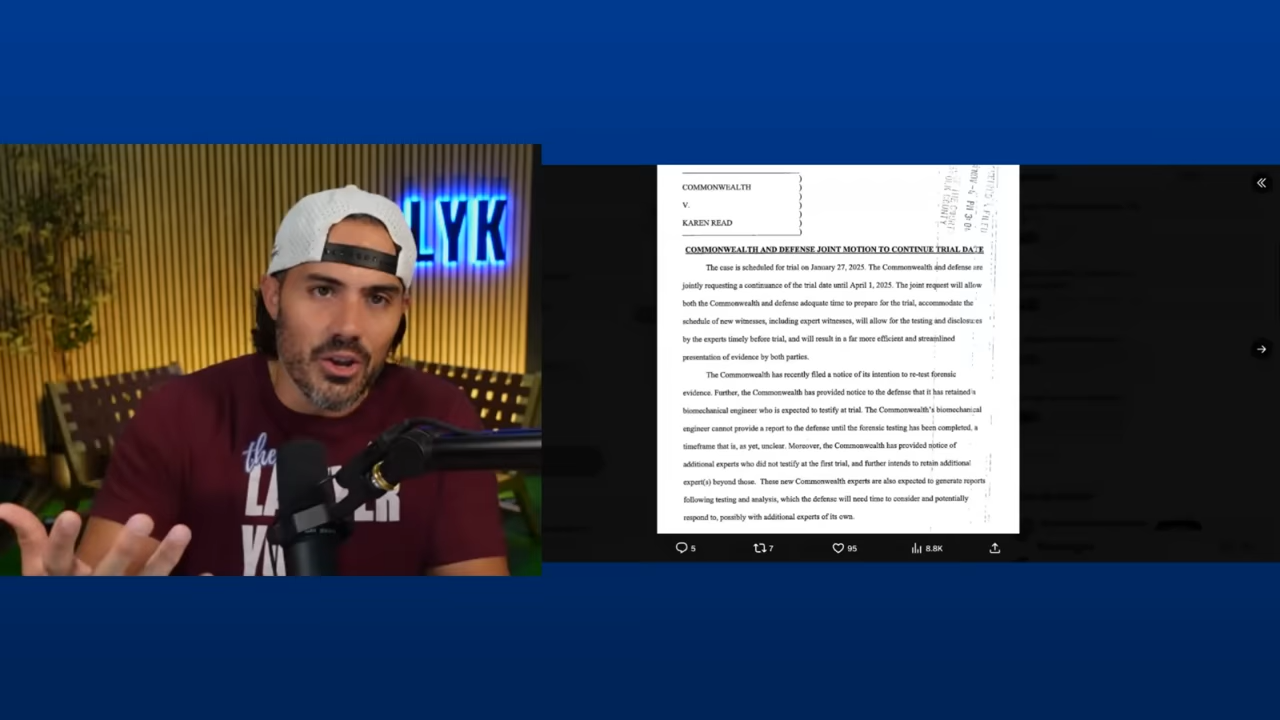 LYK
the
COMMONWEALTH
V.
KAREN READ
COMMONWEALTH AND DEFENSE JOINT MOTION TO CONTINUE TRIAL DATE
The case is scheduled for trial on January 27, 2025. The Commonwealth and defense are
jointly requesting a continuance of the trial date until April 1, 2025. The joint request will allow
both the Commonwealth and defense adequate time to prepare for the trial, accommodate the
schedule of new witnesses, including expert witnesses, will allow for the testing and disclosures
by the experts timely before trial, and will result in a far more efficient and streamlined
presentation of evidence by both parties.
The Commonwealth has recently filed a notice of its intention to re-test forensic
evidence. Further, the Commonwealth has provided notice to the defense that it has retained a
biomechanical engineer who is expected to testify at trial. The Commonwealth's biomechanical
engineer cannot provide a report to the defense until the forensic testing has been completed, a
timeframe that is, as yet, unclear. Moreover, the Commonwealth has provided notice of
additional experts who did not testify at the first trial, and further intends to retain additional
expert(s) beyond those. These new Commonwealth experts are also expected to generate reports
following testing and analysis, which the defense will need time to consider and potentially
respond to, possibly with additional experts of its own.
5 7 95 8.8K